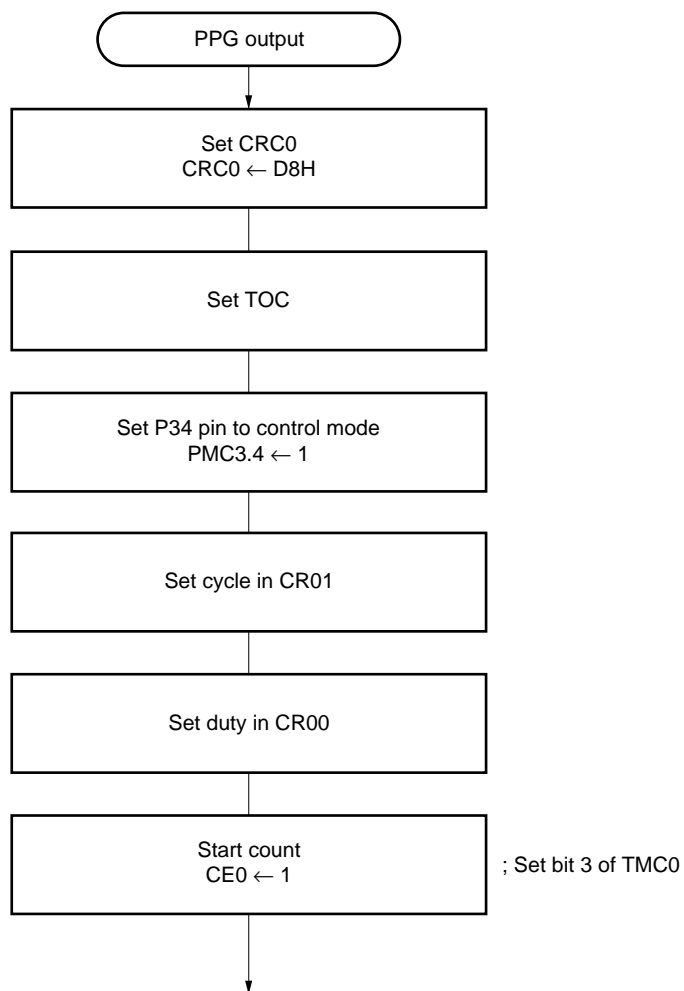 PPG output
Set CRC0
CRC0 ← D8H
Set TOC
Set P34 pin to control mode
PMC3.4 ← 1
Set cycle in CR01
Set duty in CR00
Start count
CE0 ← 1
; Set bit 3 of TMC0